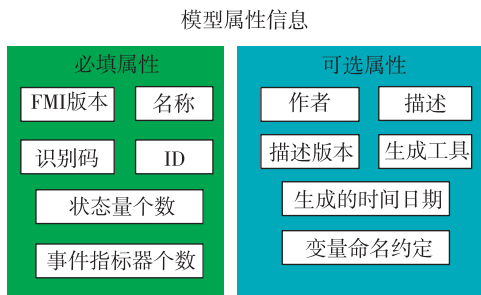 模型属性信息
必填属性
FMI版本
名称
识别码
ID
状态量个数
事件指标器个数
可选属性
作者
描述
描述版本
生成工具
生成的时间日期
变量命名约定